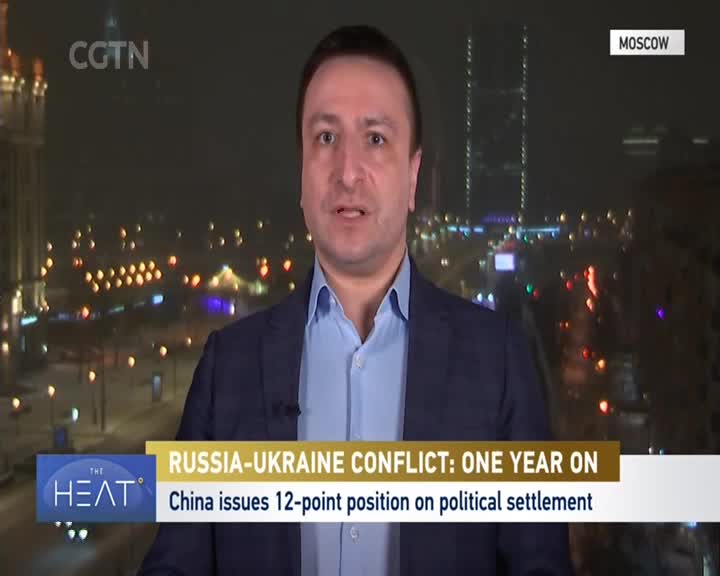 CGTN
MOSCOW
RUSSIA-UKRAINE CONFLICT: ONE YEAR ON
THE
HEAT
China issues 12-point position on political settlement